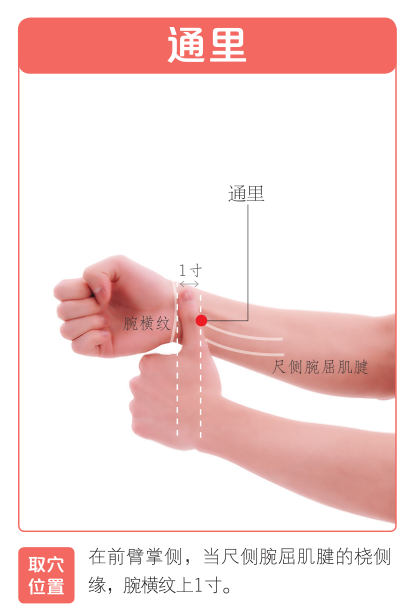 通里
通里
1寸
腕横纹
尺侧腕屈肌腱
取穴
位置
在前臂掌侧，当尺侧腕屈肌腱的桡侧
缘，腕横纹上1寸。